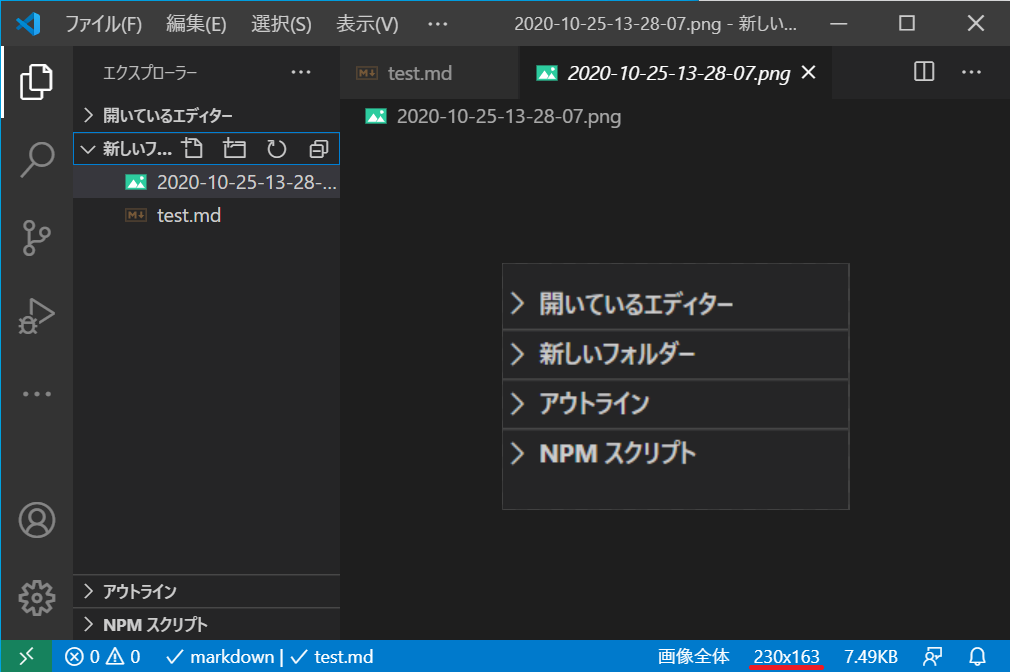 ファイル(F) 編集(E) 選択(S) 表示(V) ··· 2020-10-25-13-28-07.png - 新しい...
エクスプローラー ···
開いているエディター
新しいフ...
2020-10-25-13-28-...
test.md
アウトライン
NPM スクリプト
test.md 2020-10-25-13-28-07.png ···
2020-10-25-13-28-07.png
開いているエディター
新しいフォルダー
アウトライン
NPM スクリプト
0 0 markdown | test.md 画像全体 230x163 7.49KB